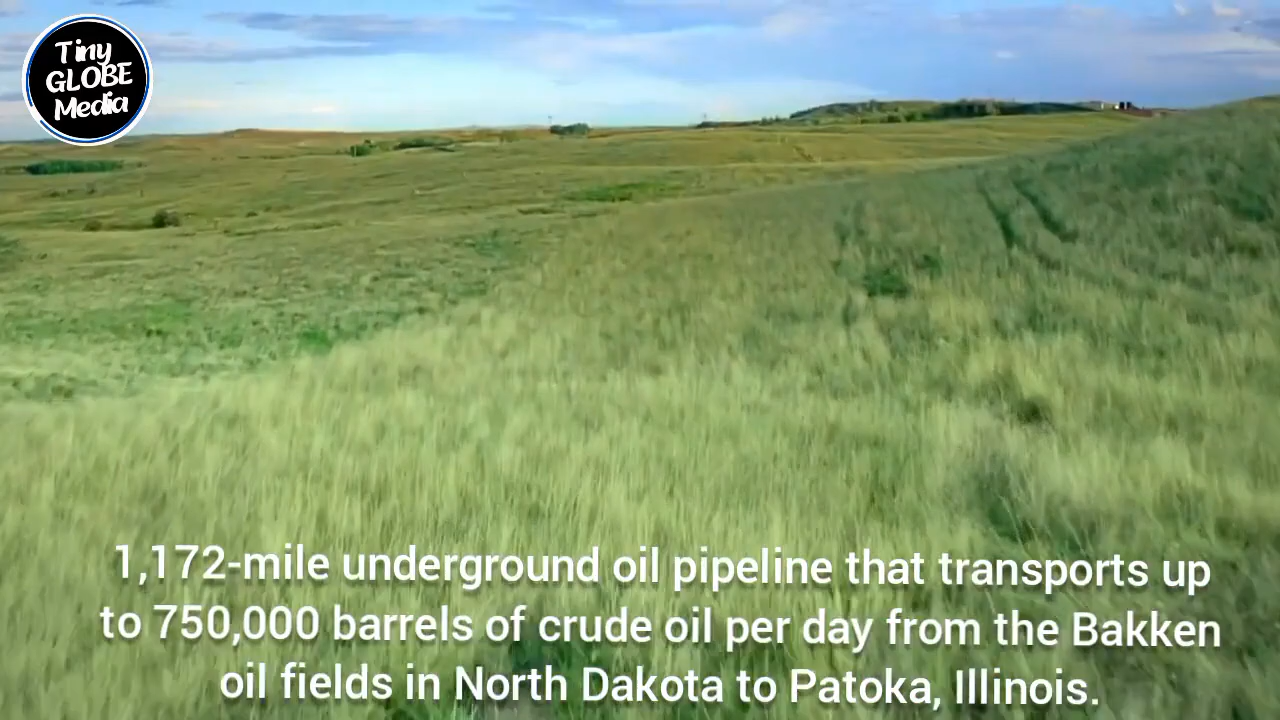 Tiny
GLOBE
Media
1,172-mile underground oil pipeline that transports up
to 750,000 barrels of crude oil per day from the Bakken
oil fields in North Dakota to Patoka, Illinois.